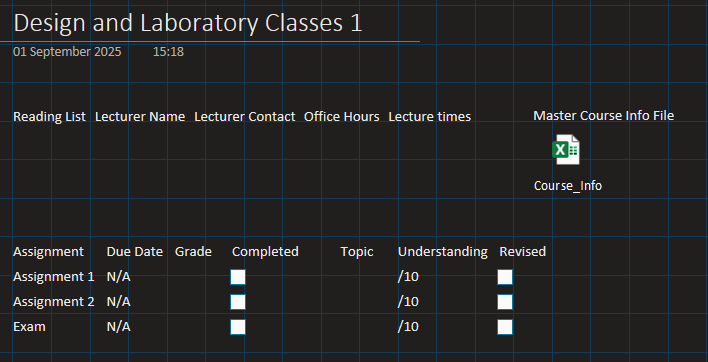 Design and Laboratory Classes 1
01 September 2025 15:18
Reading List Lecturer Name Lecturer Contact Office Hours Lecture times
Master Course Info File
Course_Info
Assignment Due Date Grade Completed Topic Understanding Revised
Assignment 1 N/A /10
Assignment 2 N/A /10
Exam N/A /10